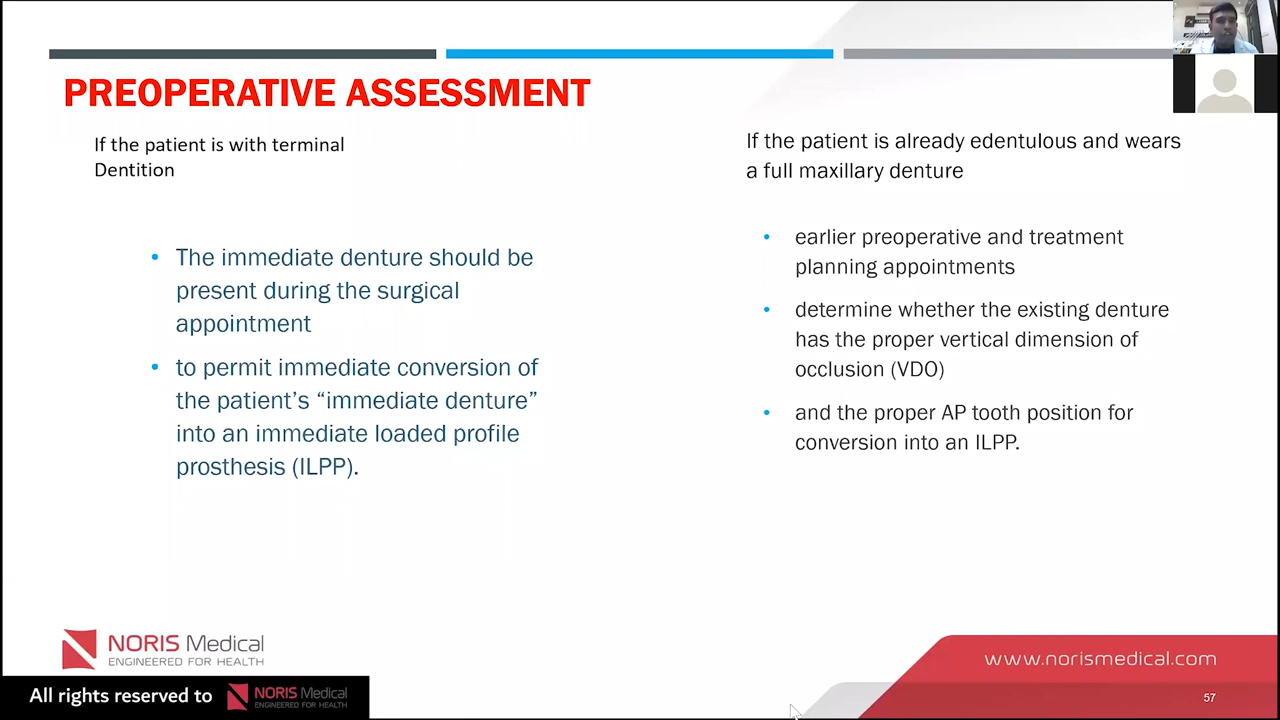 PREOPERATIVE ASSESSMENT
If the patient is with terminal
Dentition
• The immediate denture should be
present during the surgical
appointment
• to permit immediate conversion of
the patient’s “immediate denture”
into an immediate loaded profile
prosthesis (ILPP).
If the patient is already edentulous and wears
a full maxillary denture
• earlier preoperative and treatment
planning appointments
• determine whether the existing denture
has the proper vertical dimension of
occlusion (VDO)
• and the proper AP tooth position for
conversion into an ILPP.
NORIS Medical
ENGINEERED FOR HEALTH
www.norismedical.com
All rights reserved to
NORIS Medical
ENGINEERED FOR HEALTH
57